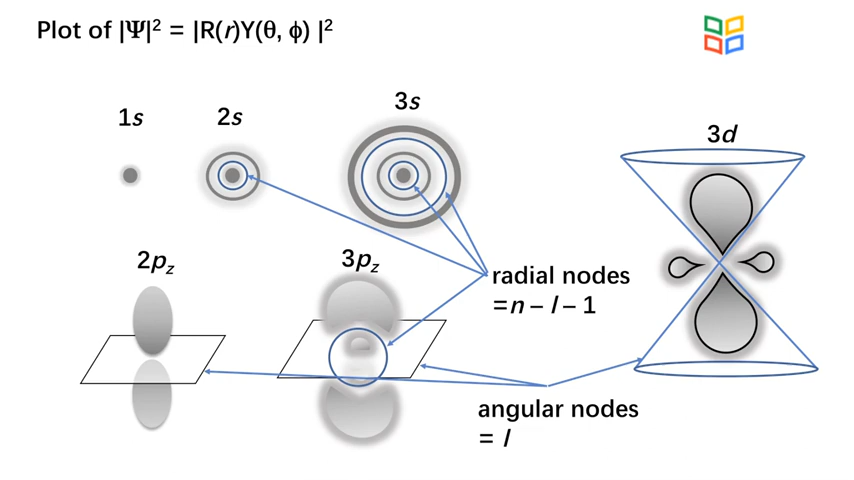 Plot of |Ψ|² = |R(r)Y(θ, ϕ) |²
1s
2s
3s
3d
2pz
3pz
radial nodes
=n – l – 1
angular nodes
= l